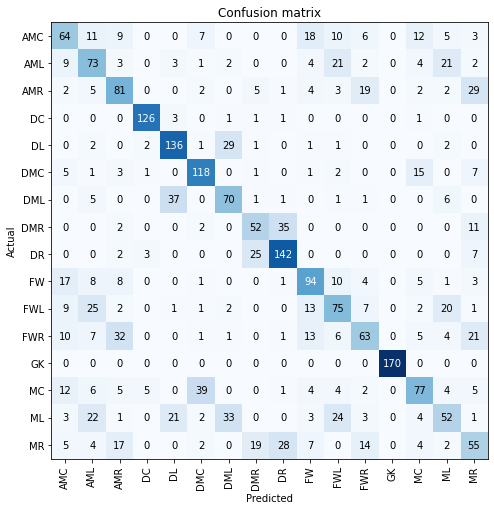 Confusion matrix
AMC 64 11 9 0 0 7 0 0 0 18 10 6 0 12 5 3
AML 9 73 3 0 3 1 2 0 0 4 21 2 0 4 21 2
AMR 2 5 81 0 0 2 0 5 1 4 3 19 0 2 2 29
DC 0 0 0 126 3 0 1 1 1 0 0 0 0 1 0 0
DL 0 2 0 2 136 1 29 1 0 1 1 0 0 0 2 0
DMC 5 1 3 1 0 118 0 0 0 1 2 0 0 15 0 7
DML 0 5 0 0 37 0 70 1 1 0 1 1 0 0 6 0
DMR 0 0 2 0 0 2 0 52 35 0 0 0 0 0 0 11
DR 0 0 0 2 3 0 0 25 142 0 0 0 0 0 0 7
FW 17 8 8 0 0 1 0 0 1 94 10 4 0 5 1 3
FWL 9 25 2 0 1 1 2 0 0 13 75 7 0 2 20 1
FWR 10 7 32 0 0 1 1 0 1 13 6 63 0 5 4 21
GK 0 0 0 0 0 0 0 0 0 0 0 0 170 0 0 0
MC 12 6 5 5 0 39 0 0 1 4 4 2 0 77 4 5
ML 3 22 1 0 21 2 33 0 0 3 24 3 0 4 52 1
MR 5 4 17 0 0 2 0 19 28 7 0 14 0 4 2 55
Actual
AMC AML AMR DC DL DMC DML DMR DR FW FWL FWR GK MC ML MR
Predicted